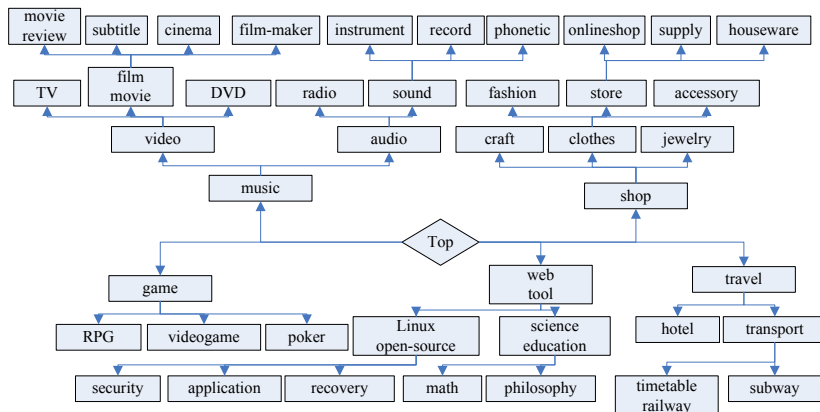 movie
review
subtitle
cinema
film-maker
instrument
record
phonetic
onlineshop
supply
houseware
TV
film
movie
DVD
radio
sound
fashion
store
accessory
video
audio
craft
clothes
jewelry
music
shop
Top
game
web
tool
travel
RPG
videogame
poker
Linux
open-source
science
education
hotel
transport
security
application
recovery
math
philosophy
timetable
railway
subway